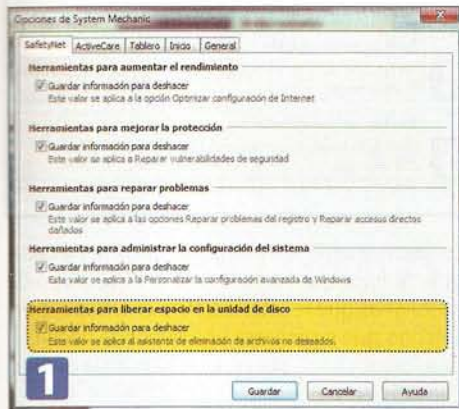 Opciones de System Mechanic
SafetyNet
ActiveCare
Tablero
Inicio
General
Herramientas para aumentar el rendimiento
Guardar información para deshacer
Este valor se aplica a la opción Optimizar configuración de Internet
Herramientas para mejorar la protección
Guardar información para deshacer
Este valor se aplica a Reparar vulnerabilidades de seguridad
Herramientas para reparar problemas
Guardar información para deshacer
Este valor se aplica a las opciones Reparar problemas del registro y Reparar accesos directos
dañados
Herramientas para administrar la configuración del sistema
Guardar información para deshacer
Este valor se aplica a la Personalizar la configuración avanzada de Windows
Herramientas para liberar espacio en la unidad de disco
Guardar información para deshacer
Este valor se aplica al asistente de eliminación de archivos no deseados.
1
Guardar
Cancelar
Ayuda